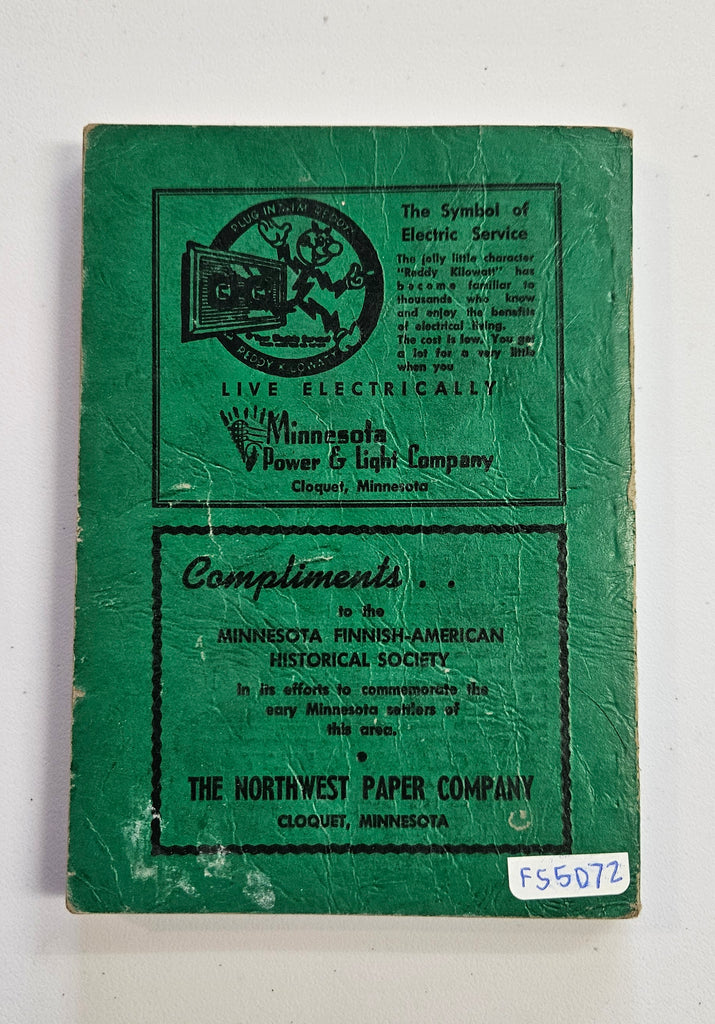 PLUG IN - I'M REDDY
REDDY KILOWATT
The Symbol of
Electric Service
The jolly little character
"Reddy Kilowatt" has
become familiar to
thousands who know
and enjoy the benefits
of electrical living.
The cost is low. You get
a lot for a very little
when you
LIVE ELECTRICALLY
Minnesota
Power & Light Company
Cloquet, Minnesota
Compliments . .
to the
MINNESOTA FINNISH-AMERICAN
HISTORICAL SOCIETY
in its efforts to commemorate the
eary Minnesota settlers of
this area.
THE NORTHWEST PAPER COMPANY
CLOQUET, MINNESOTA
FS5D72